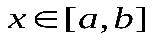 x ∈ [a, b]